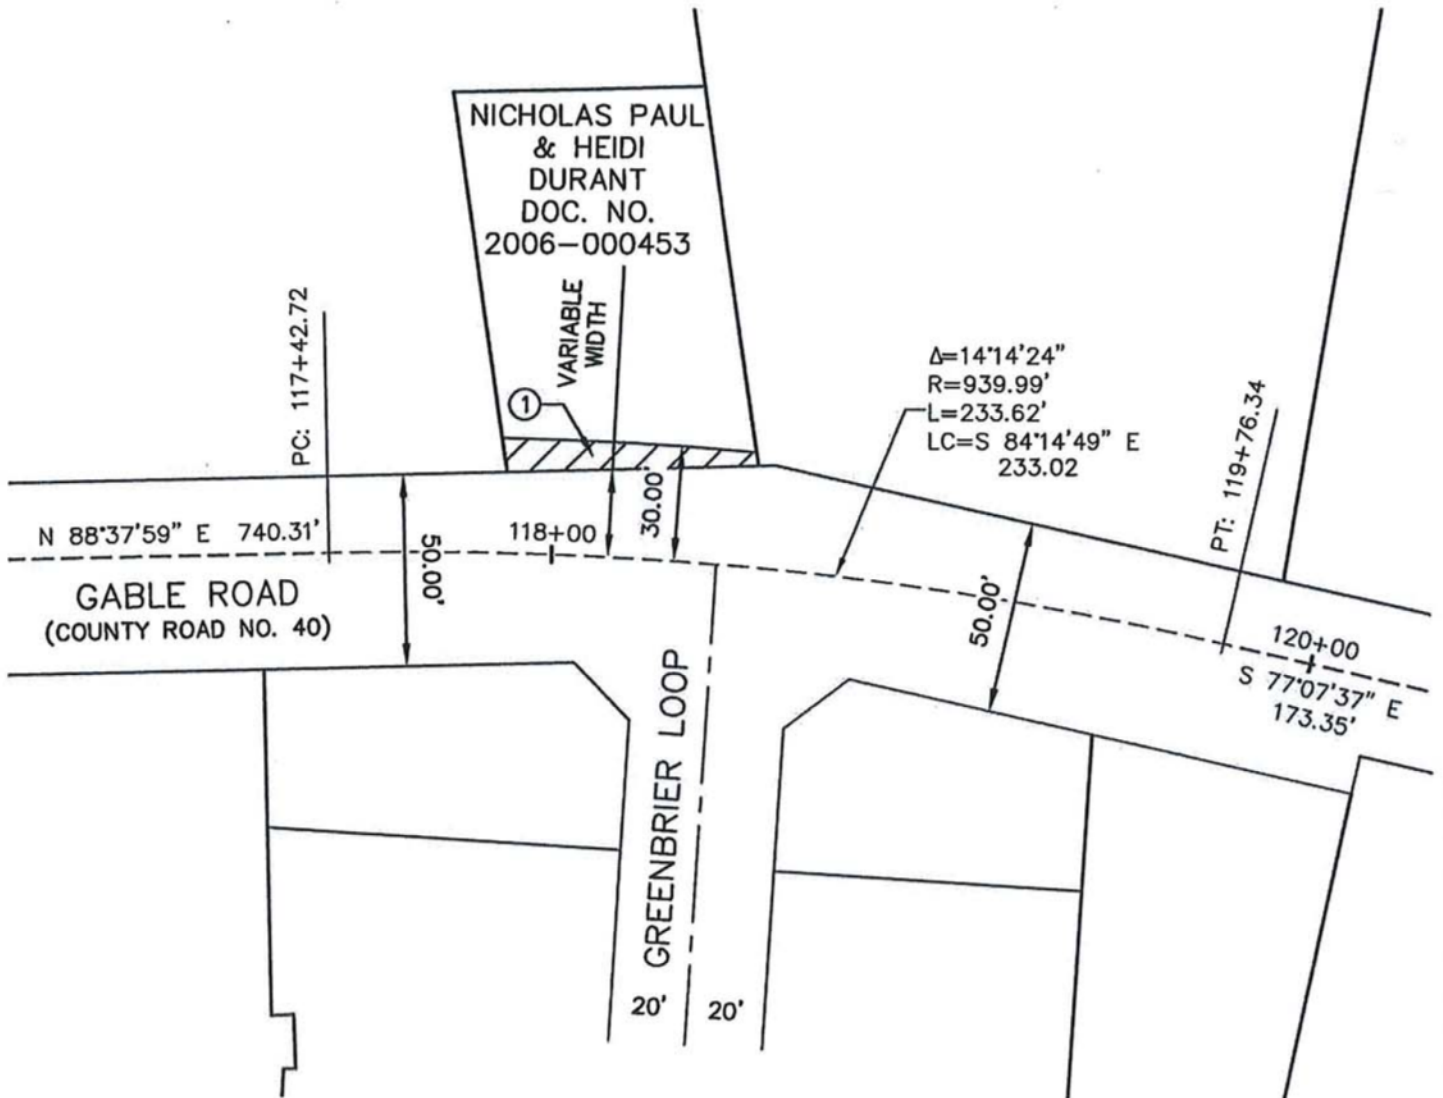 NICHOLAS PAUL
& HEIDI
DURANT
DOC. NO.
2006-000453
VARIABLE
WIDTH
1
PC: 117+42.72
Δ=14°14'24"
R=939.99'
L=233.62'
LC=S 84°14'49" E
233.02
PT: 119+76.34
N 88°37'59" E 740.31'
50.00'
118+00
30.00'
GABLE ROAD
(COUNTY ROAD NO. 40)
50.00'
120+00
S 77°07'37" E
173.35'
GREENBRIER LOOP
20'
20'